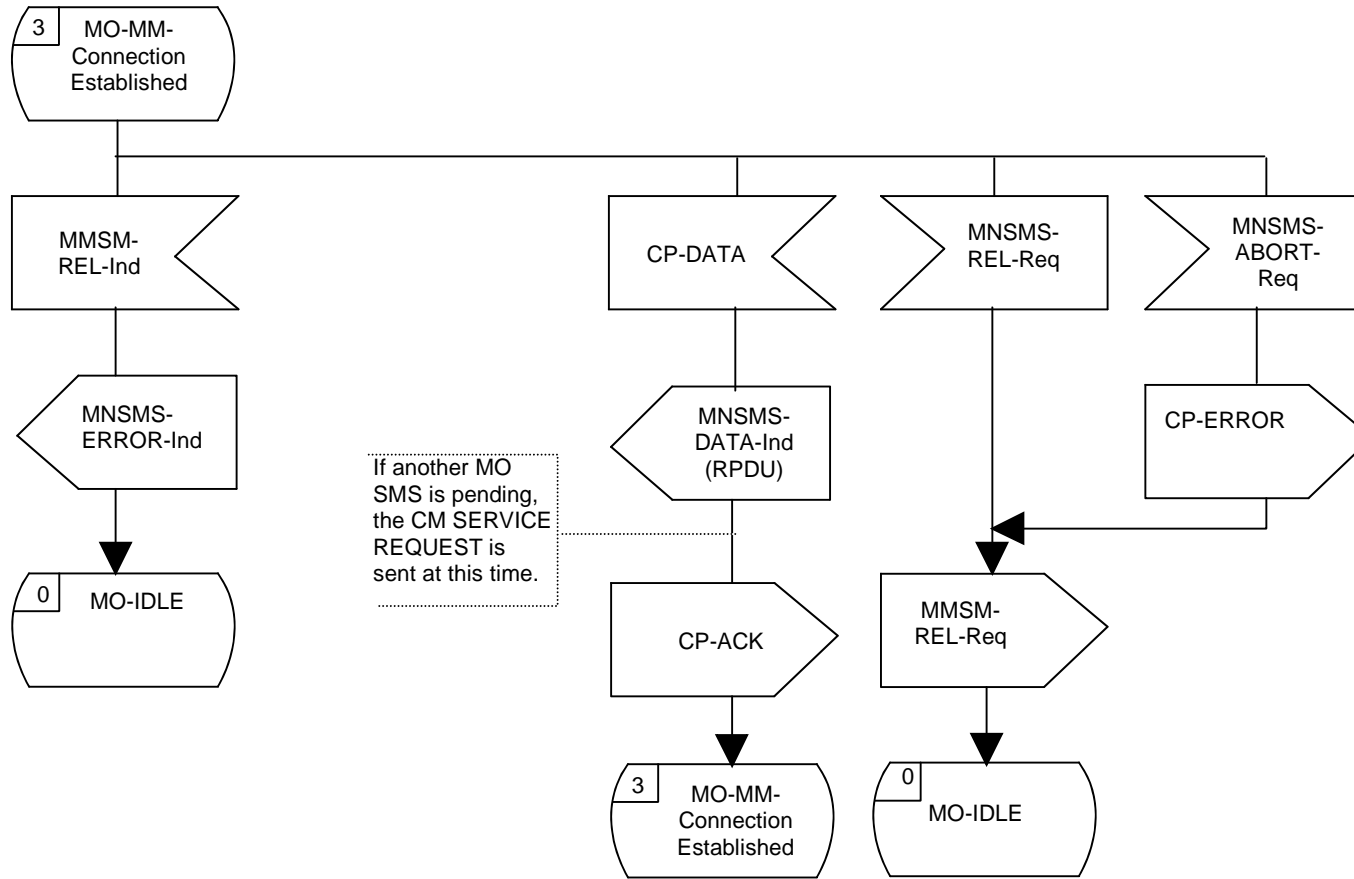 3
MO-MM-
Connection
Established
MMSM-
REL-Ind
CP-DATA
MNSMS-
REL-Req
MNSMS-
ABORT-
Req
MNSMS-
ERROR-Ind
MNSMS-
DATA-Ind
(RPDU)
CP-ERROR
If another MO
SMS is pending,
the CM SERVICE
REQUEST is
sent at this time.
0
MO-IDLE
CP-ACK
MMSM-
REL-Req
3
MO-MM-
Connection
Established
0
MO-IDLE